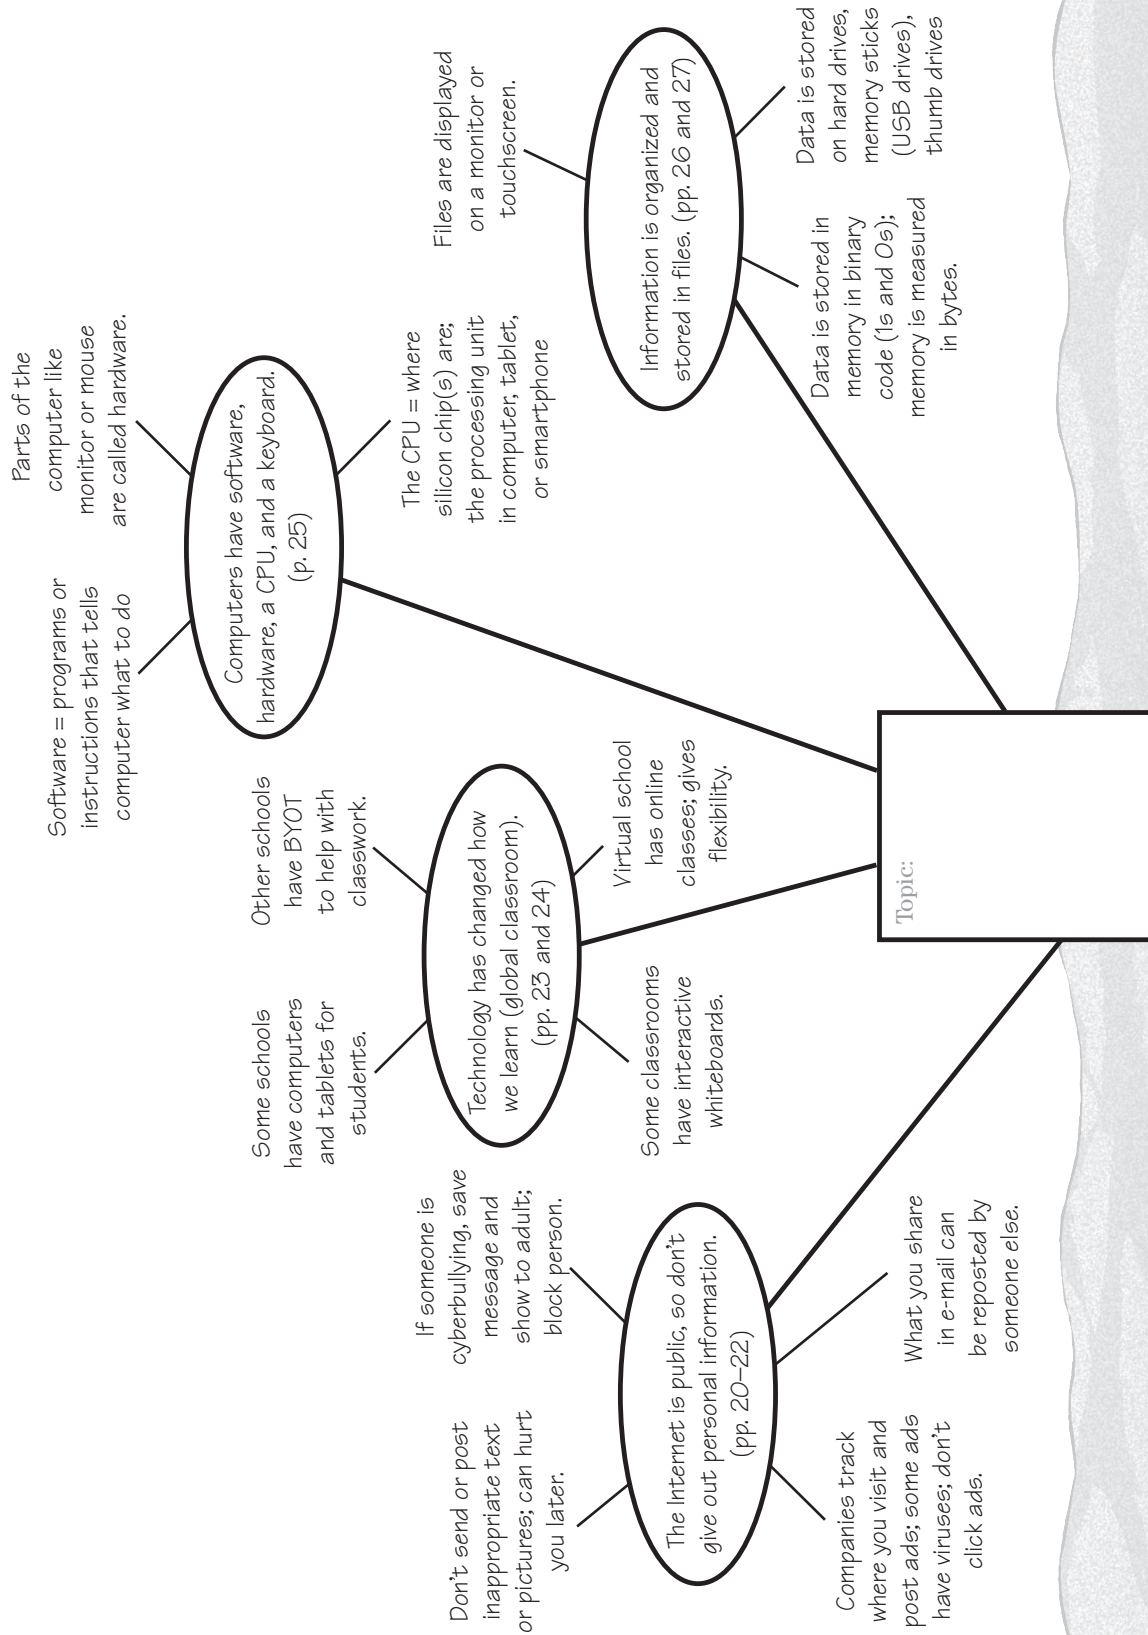 Don't send or post
inappropriate text
or pictures; can hurt
you later.
If someone is
cyberbullying, save
message and
show to adult;
block person.
The Internet is public, so don't
give out personal information.
(pp. 20–22)
Companies track
where you visit and
post ads; some ads
have viruses; don't
click ads.
What you share
in e-mail can
be reposted by
someone else.
Some schools
have computers
and tablets for
students.
Other schools
have BYOT
to help with
classwork.
Technology has changed how
we learn (global classroom).
(pp. 23 and 24)
Some classrooms
have interactive
whiteboards.
Virtual school
has online
classes; gives
flexibility.
Software = programs or
instructions that tells
computer what to do
Parts of the
computer like
monitor or mouse
are called hardware.
Computers have software,
hardware, a CPU, and a keyboard.
(p. 25)
The CPU = where
silicon chip(s) are;
the processing unit
in computer, tablet,
or smartphone
Files are displayed
on a monitor or
touchscreen.
Information is organized and
stored in files. (pp. 26 and 27)
Data is stored in
memory in binary
code (1s and 0s);
memory is measured
in bytes.
Data is stored
on hard drives,
memory sticks
(USB drives),
thumb drives
Topic: